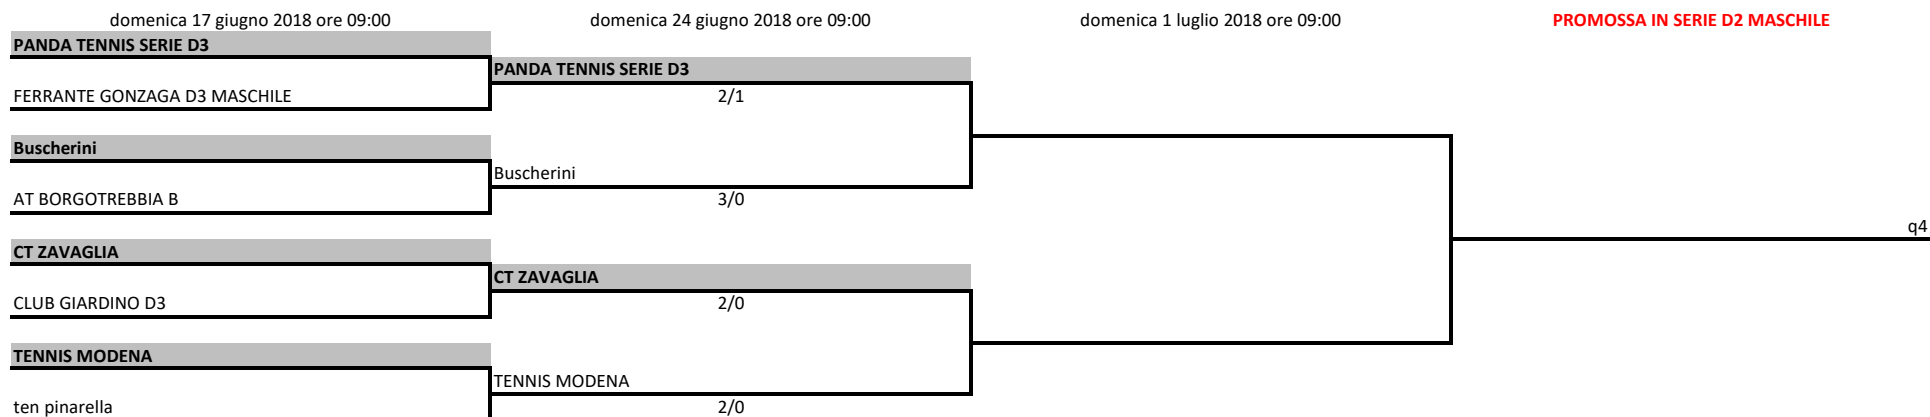 domenica 17 giugno 2018 ore 09:00 domenica 24 giugno 2018 ore 09:00 domenica 1 luglio 2018 ore 09:00 PROMOSSA IN SERIE D2 MASCHILE
PANDA TENNIS SERIE D3
PANDA TENNIS SERIE D3
FERRANTE GONZAGA D3 MASCHILE 2/1
Buscherini
Buscherini
AT BORGOTREBBIA B 3/0
q4
CT ZAVAGLIA
CT ZAVAGLIA
CLUB GIARDINO D3 2/0
TENNIS MODENA
TENNIS MODENA
ten pinarella 2/0